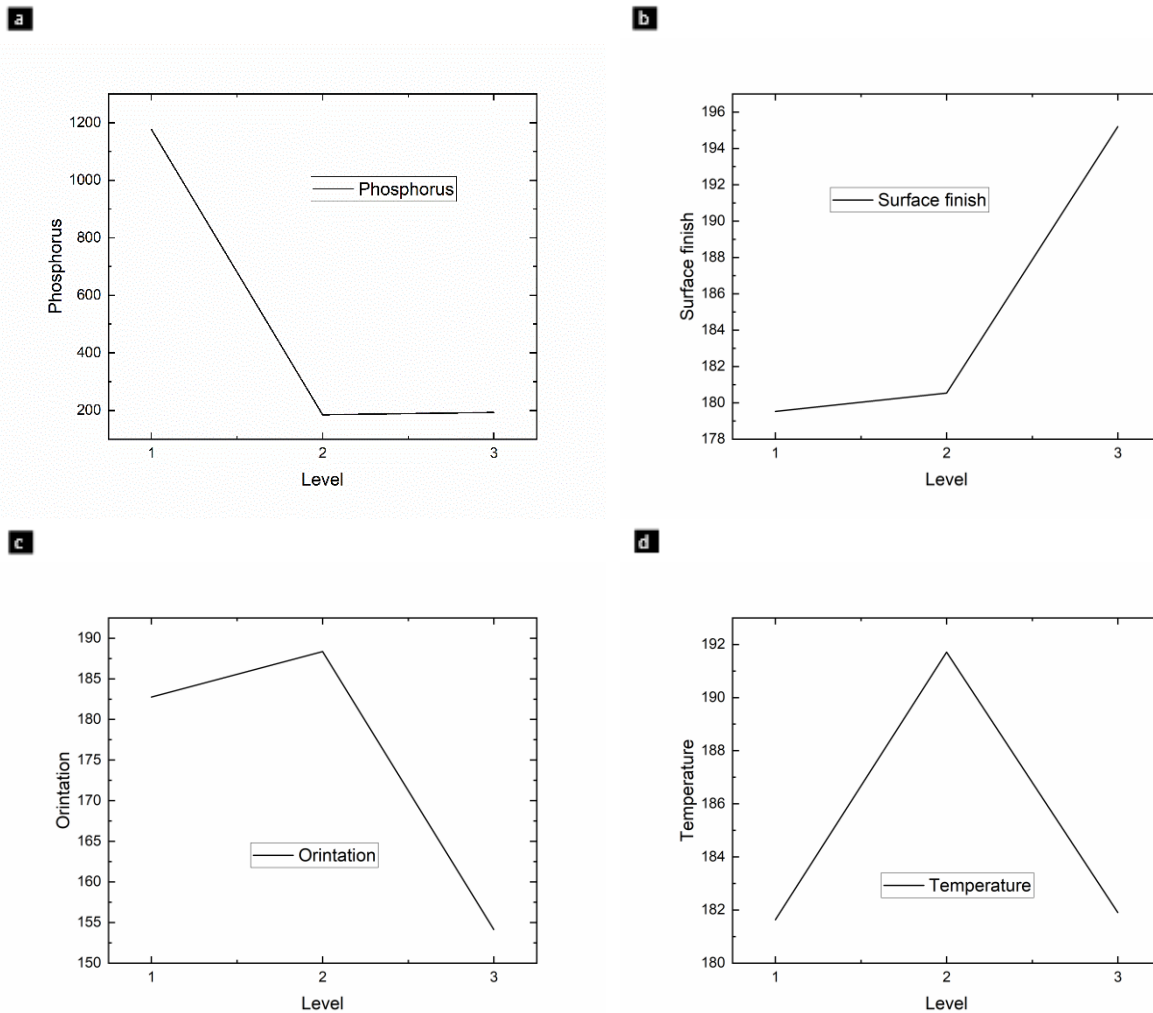 a
1200
1000
800
600
400
200
Phosphorus
Phosphorus
1
2
3
Level
b
196
194
192
190
188
186
184
182
180
178
Surface finish
Surface finish
1
2
3
Level
c
190
185
180
175
170
165
160
155
150
Orintation
Orintation
1
2
3
Level
d
192
190
188
186
184
182
180
Temperature
Temperature
1
2
3
Level